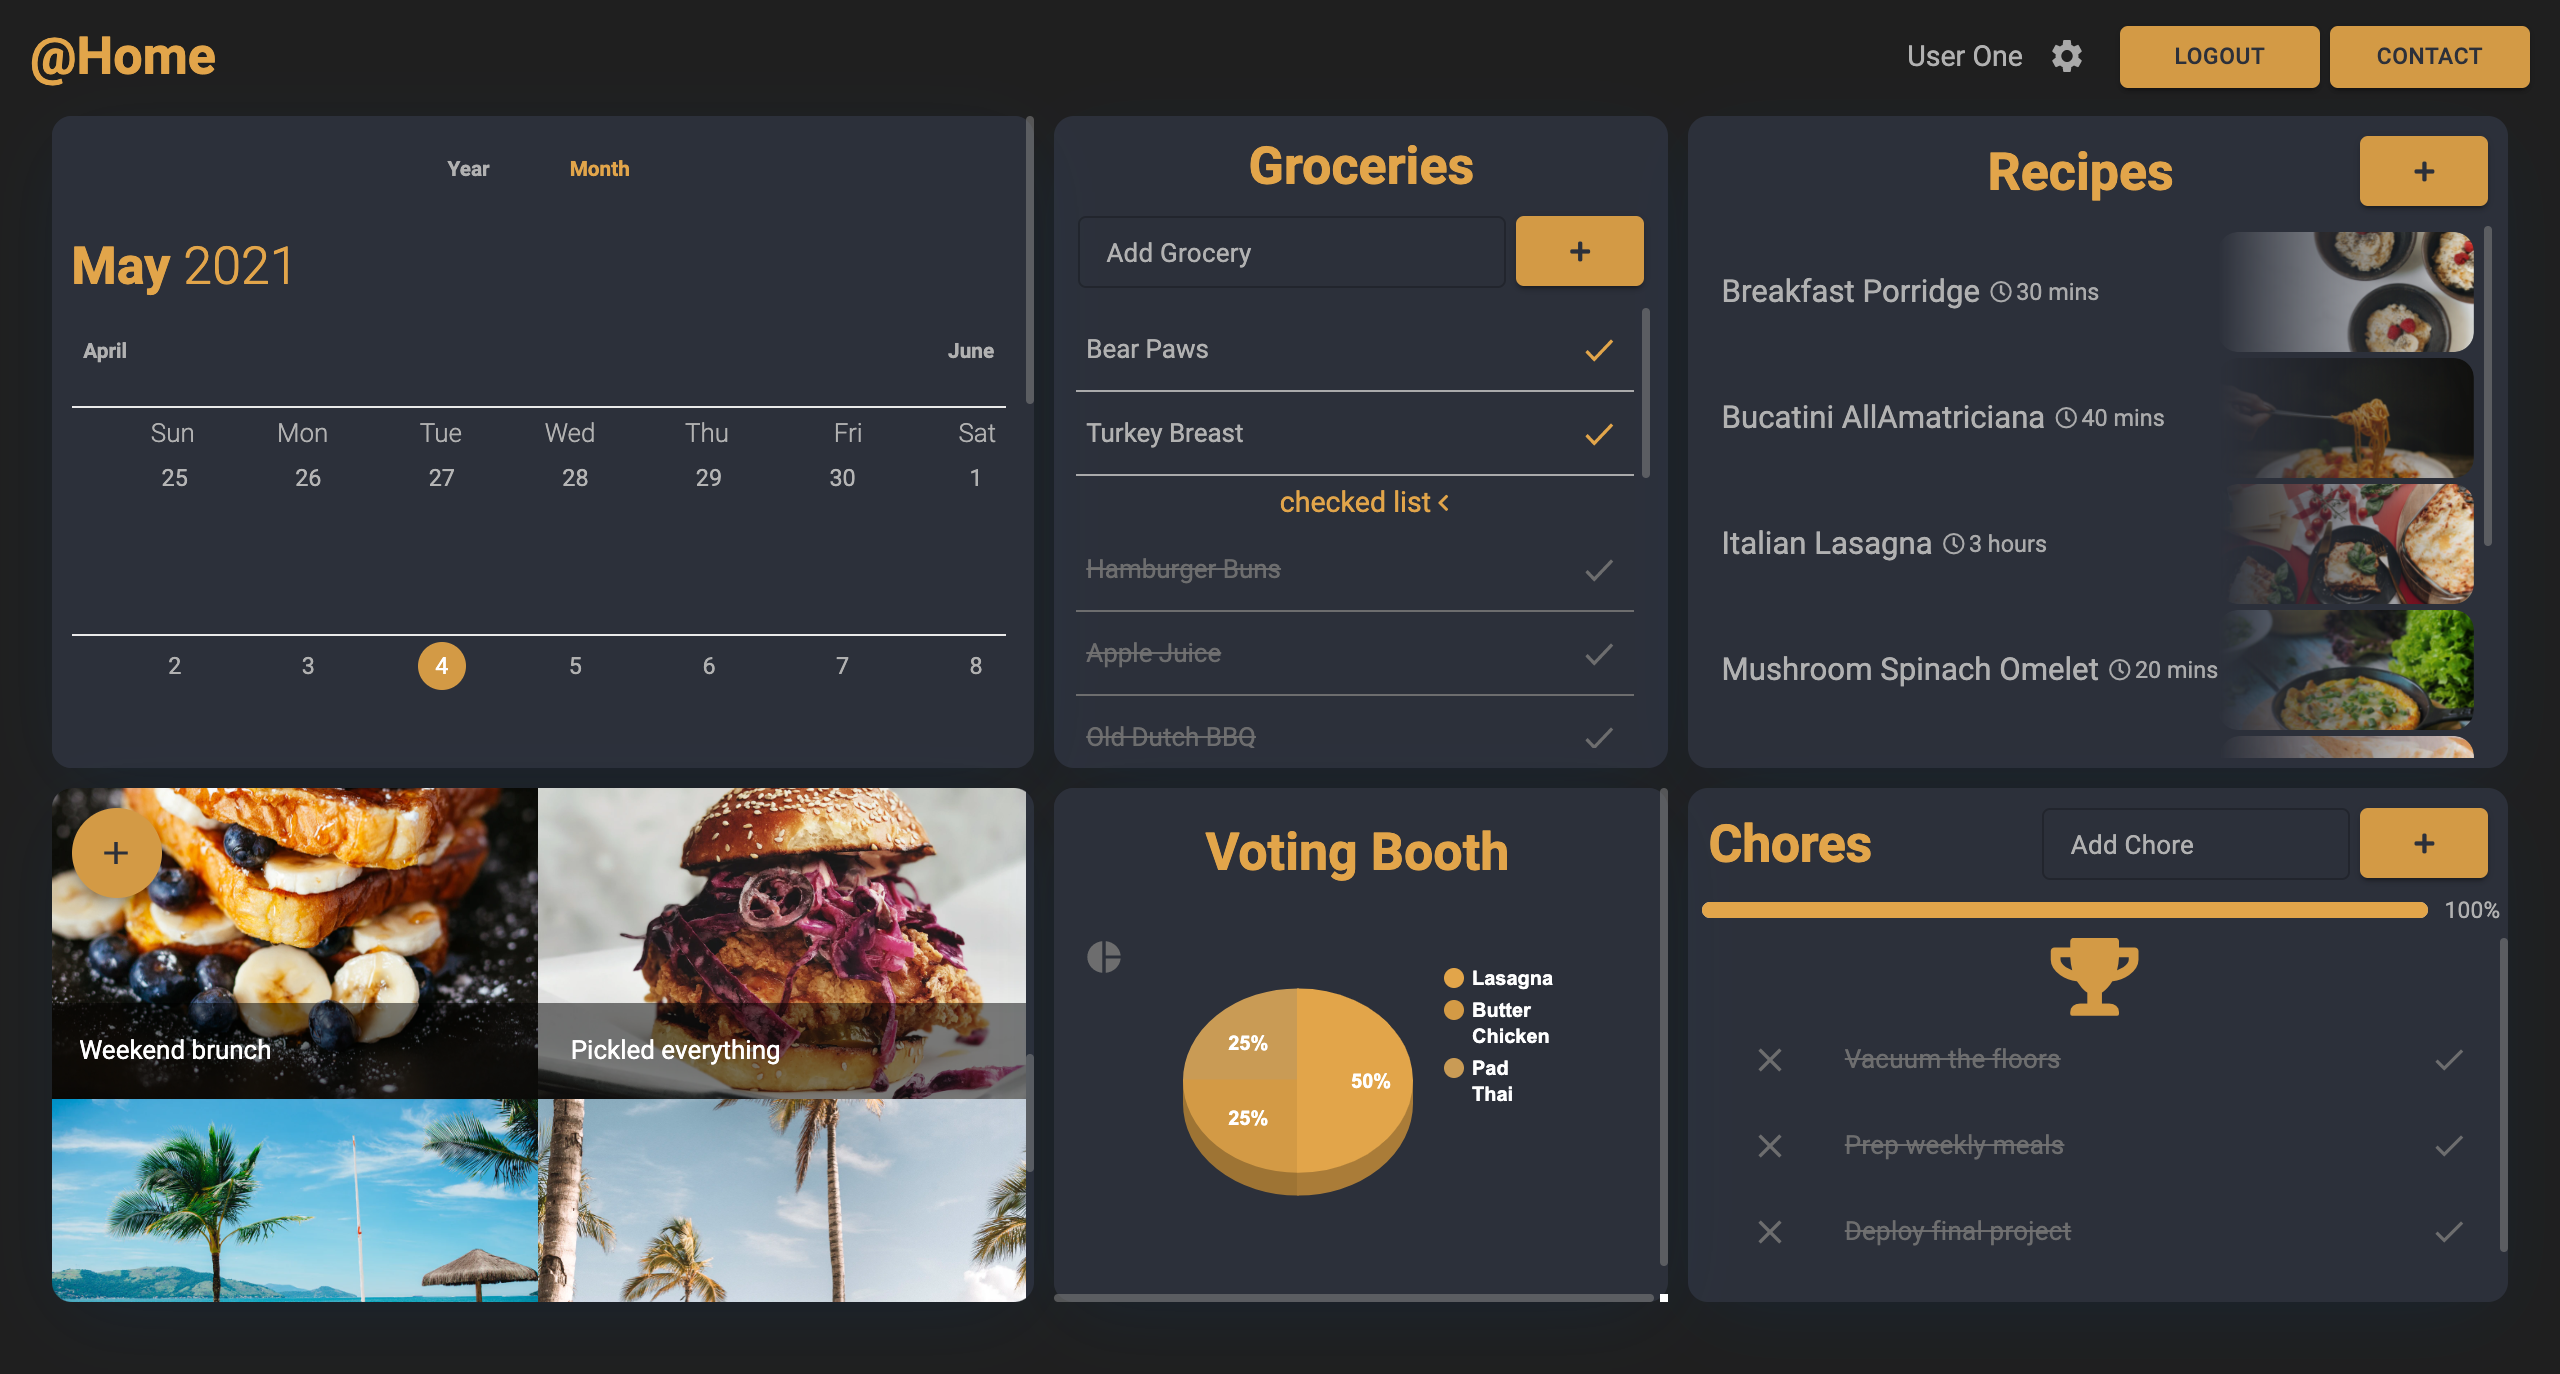 @Home
User One
LOGOUT
CONTACT
Year Month
May 2021
April June
Sun Mon Tue Wed Thu Fri Sat
25 26 27 28 29 30 1
2 3 4 5 6 7 8
Groceries
Add Grocery +
Bear Paws
Turkey Breast
checked list <
Hamburger Buns
Apple Juice
Old Dutch BBQ
Recipes +
Breakfast Porridge 30 mins
Bucatini AllAmatriciana 40 mins
Italian Lasagna 3 hours
Mushroom Spinach Omelet 20 mins
+
Weekend brunch
Pickled everything
Voting Booth
25%
50%
25%
Lasagna
Butter
Chicken
Pad
Thai
Chores
Add Chore +
100%
Vacuum the floors
Prep weekly meals
Deploy final project